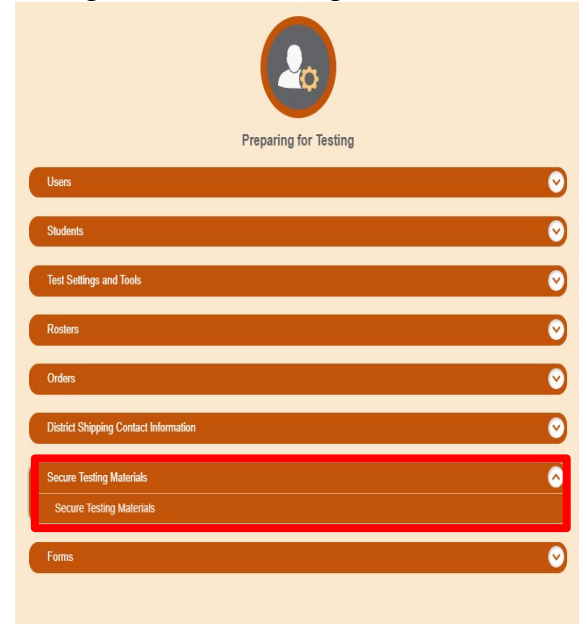 Preparing for Testing
Users
Students
Test Settings and Tools
Rosters
Orders
District Shipping Contact Information
Secure Testing Materials
Secure Testing Materials
Forms